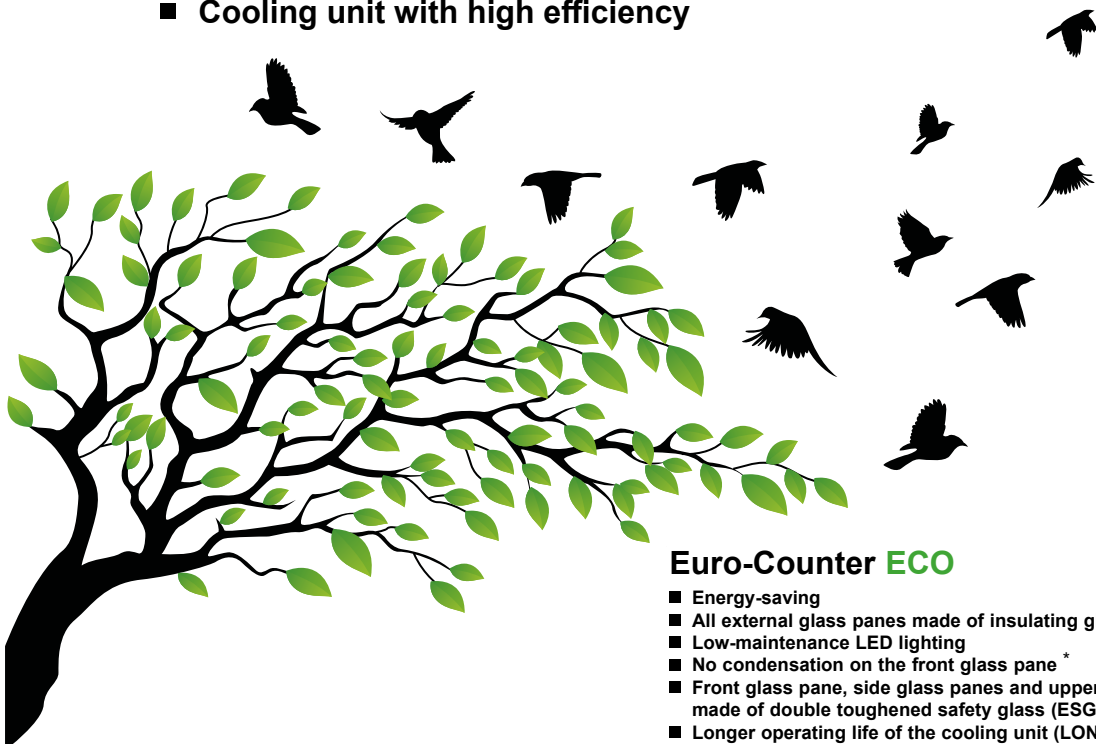 ■ Cooling unit with high efficiency
Euro-Counter ECO
■ Energy-saving
■ All external glass panes made of insulating g
■ Low-maintenance LED lighting
■ No condensation on the front glass pane *
■ Front glass pane, side glass panes and upper
made of double toughened safety glass (ESG
■ Longer operating life of the cooling unit (LON